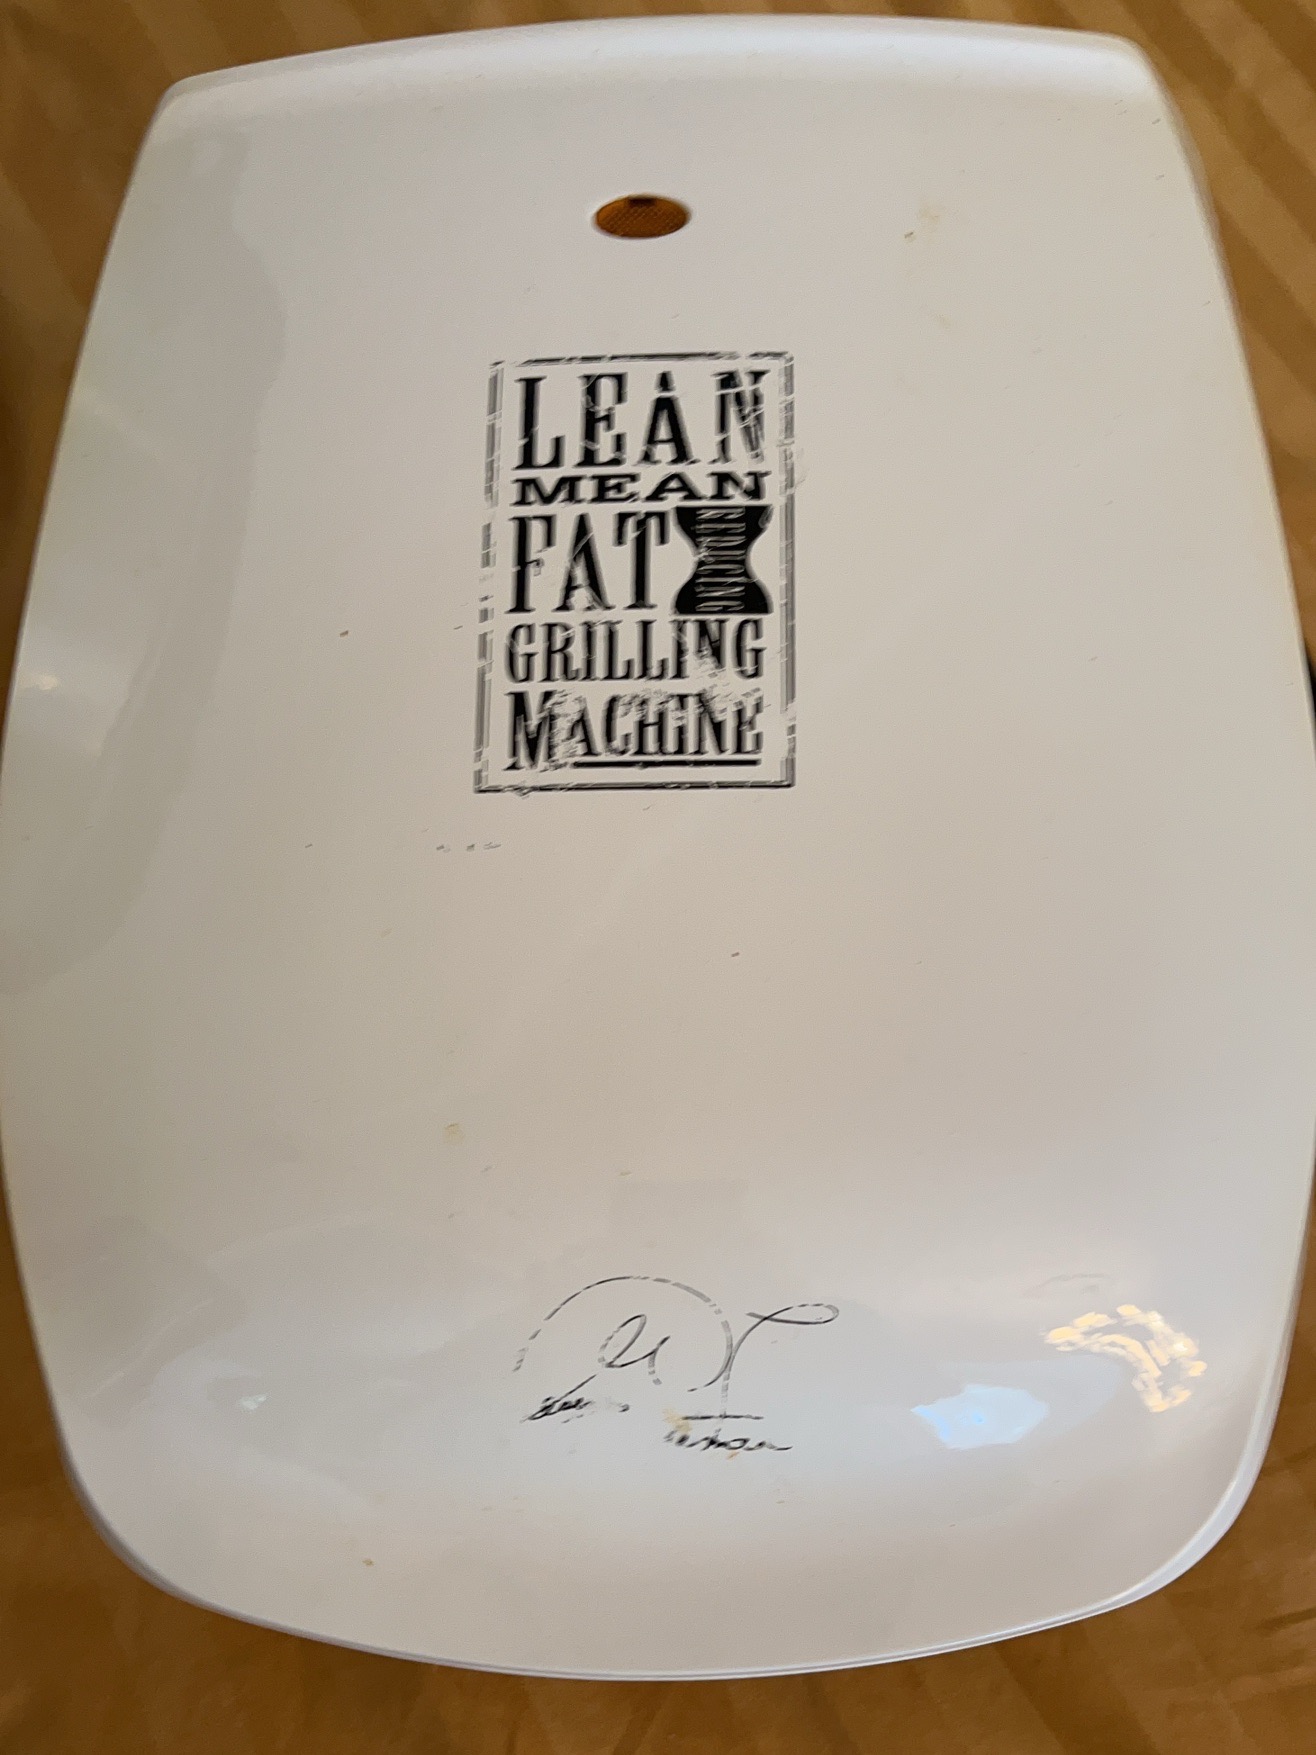 LEAN
MEAN
FAT REDUCING
GRILLING
MACHINE